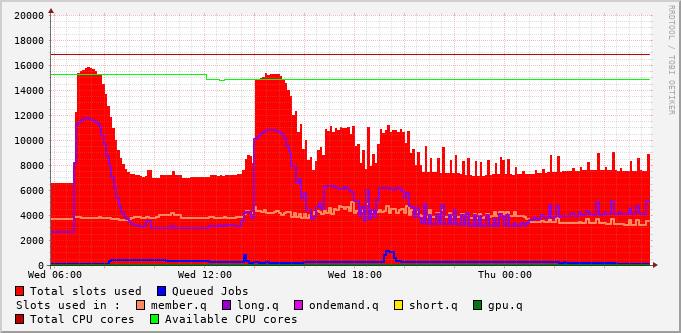 20000
18000
16000
14000
12000
10000
8000
6000
4000
2000
0
Wed 06:00 Wed 12:00 Wed 18:00 Thu 00:00
RRDTOOL / TOBI OETIKER
Total slots used Queued Jobs
Slots used in : member.q long.q ondemand.q short.q gpu.q
Total CPU cores Available CPU cores